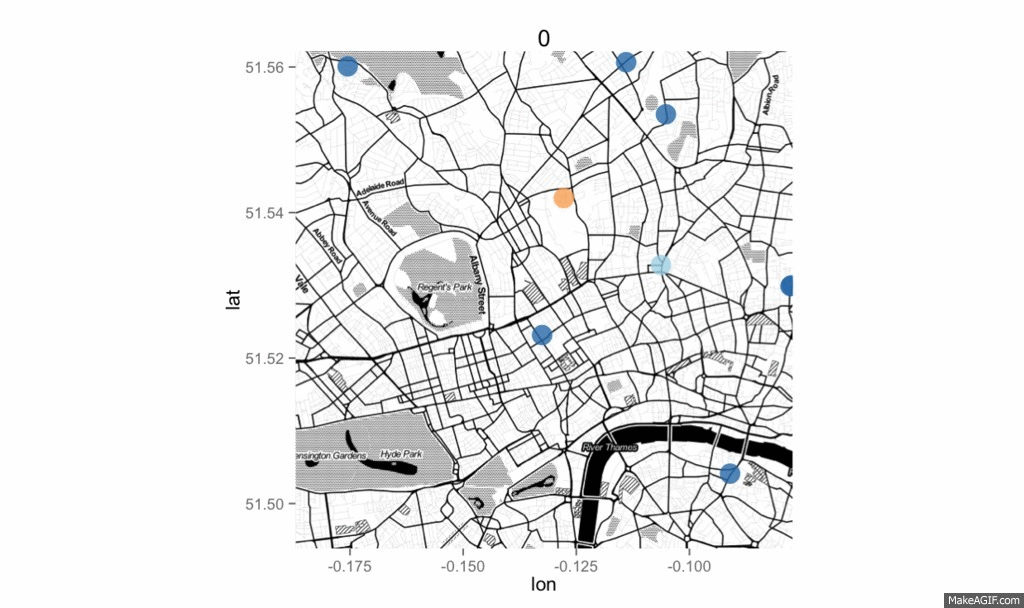 0
51.56
Albion Road
Adelaide Road
Avenue Road
51.54
Abbey Road
Vale
Albany Street
Regent's Park
lat
51.52
River Thames
ensington Gardens
Hyde Park
51.50
-0.175
-0.150
-0.125
-0.100
lon
MakeAGIF.com